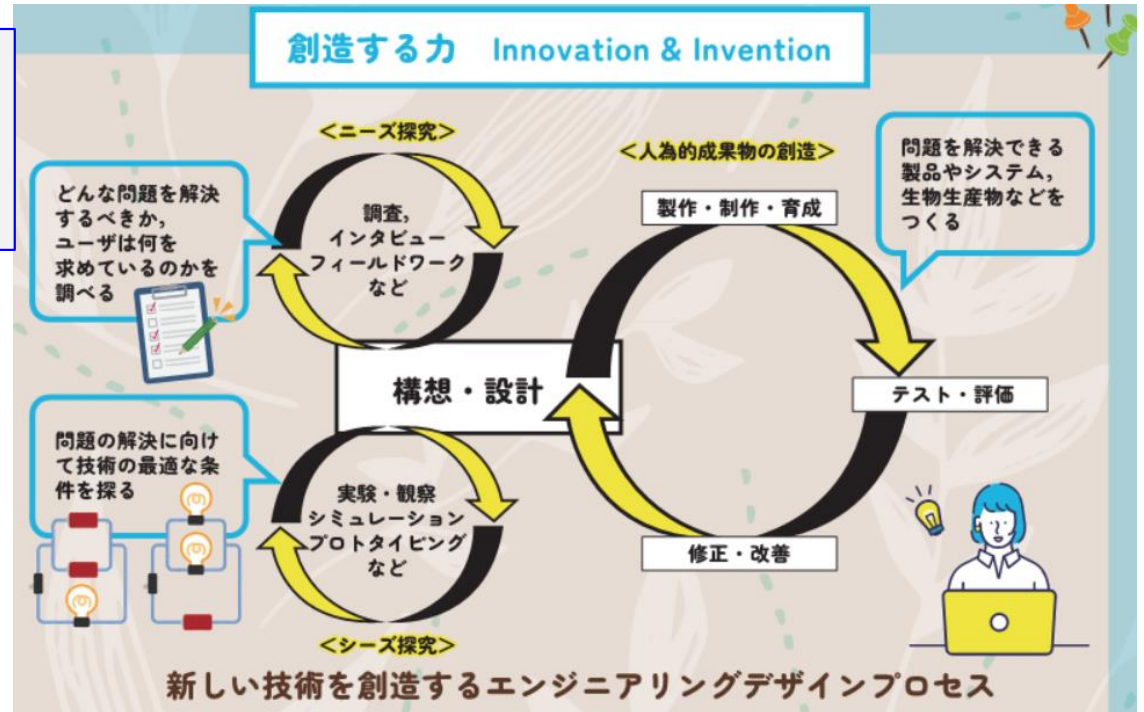 創造する力 Innovation & Invention
＜ニーズ探究＞
どんな問題を解決
するべきか，
ユーザは何を
求めているのかを
調べる
調査，
インタビュー
フィールドワーク
など
＜人為的成果物の創造＞
問題を解決できる
製品やシステム，
生物生産物などを
つくる
製作・制作・育成
構想・設計
テスト・評価
問題の解決に向け
て技術の最適な条
件を探る
実験・観察
シミュレーション
プロトタイピング
など
修正・改善
＜シーズ探究＞
新しい技術を創造するエンジニアリングデザインプロセス